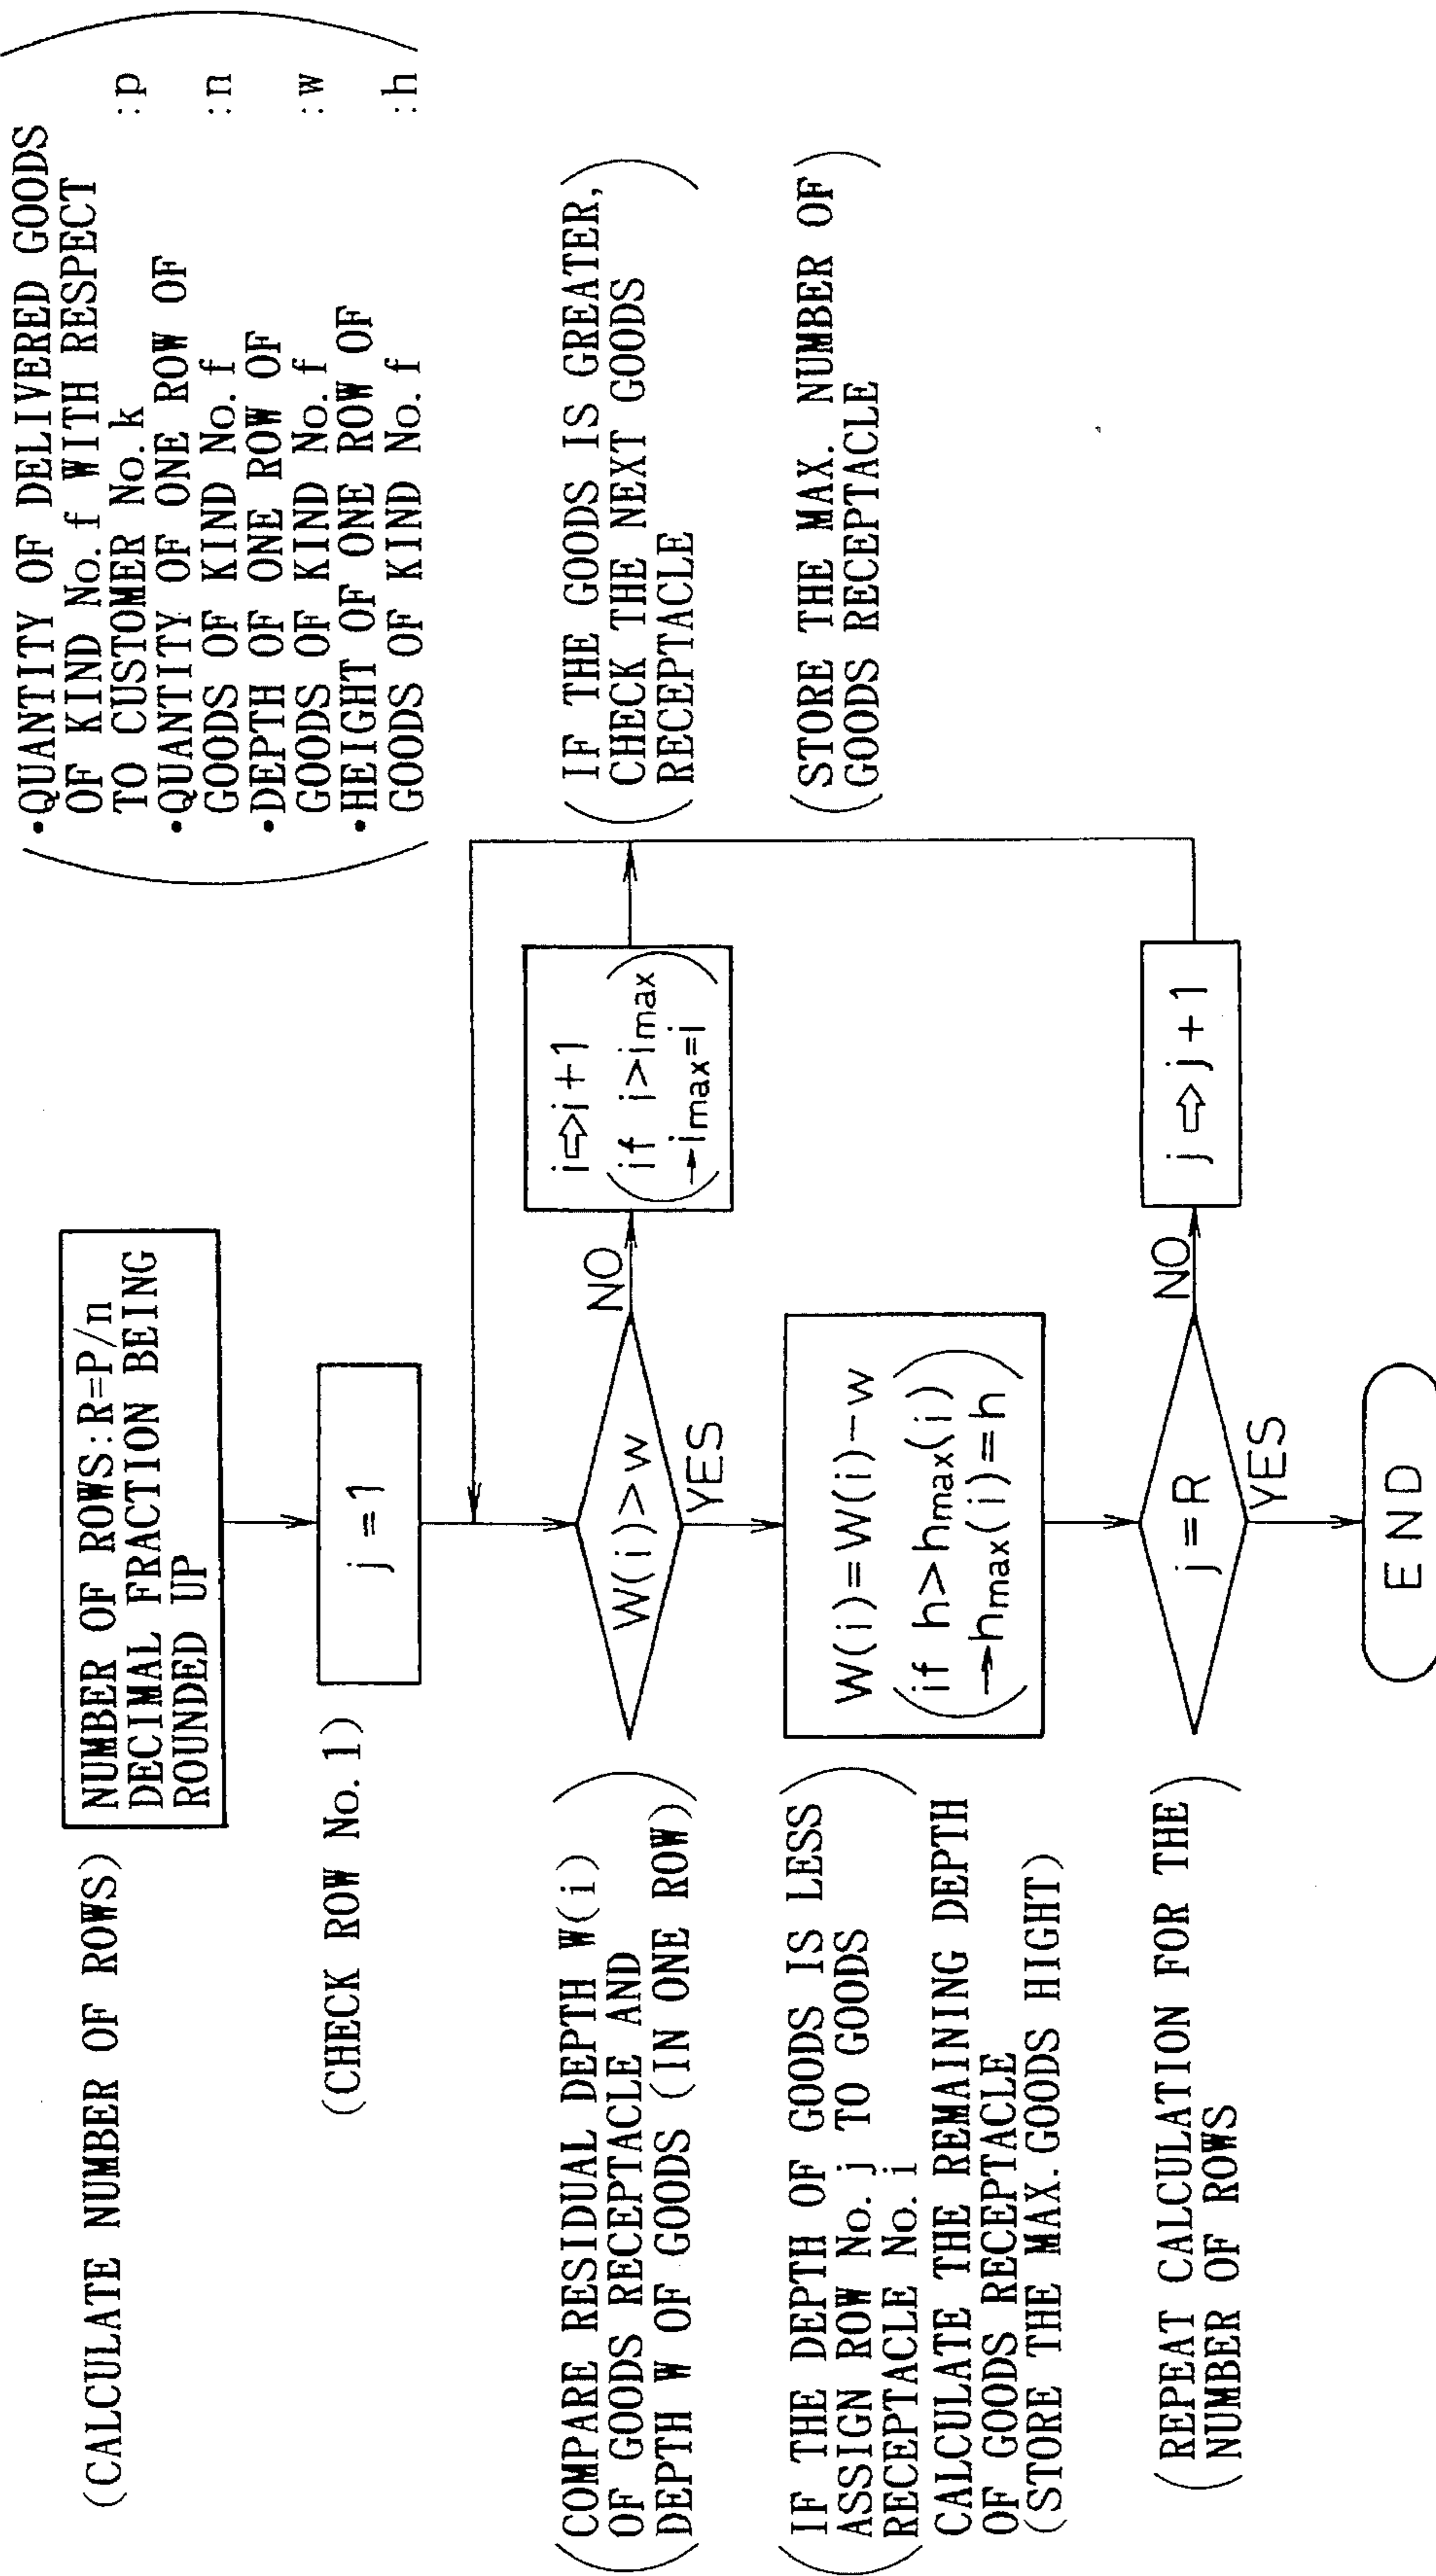 (CALCULATE NUMBER OF ROWS)
NUMBER OF ROWS:R=P/n
DECIMAL FRACTION BEING
ROUNDED UP
•QUANTITY OF DELIVERED GOODS
OF KIND No. f WITH RESPECT
TO CUSTOMER No. k :p
•QUANTITY OF ONE ROW OF
GOODS OF KIND No. f :n
•DEPTH OF ONE ROW OF
GOODS OF KIND No. f :w
•HEIGHT OF ONE ROW OF
GOODS OF KIND No. f :h
(CHECK ROW No. 1)
j=1
(COMPARE RESIDUAL DEPTH W(i)
OF GOODS RECEPTACLE AND
DEPTH W OF GOODS (IN ONE ROW))
W(i)>w
NO
YES
i⇨i+1
(if i>imax
→imax=i)
(IF THE GOODS IS GREATER,
CHECK THE NEXT GOODS
RECEPTACLE)
(IF THE DEPTH OF GOODS IS LESS
ASSIGN ROW No. j TO GOODS
RECEPTACLE No. i)
CALCULATE THE REMAINING DEPTH
OF GOODS RECEPTACLE
(STORE THE MAX. GOODS HIGHT)
W(i)=W(i)-w
(if h>hmax(i)
→hmax(i)=h)
(STORE THE MAX. NUMBER OF
GOODS RECEPTACLE)
(REPEAT CALCULATION FOR THE
NUMBER OF ROWS)
j=R
NO
YES
j⇨j+1
END